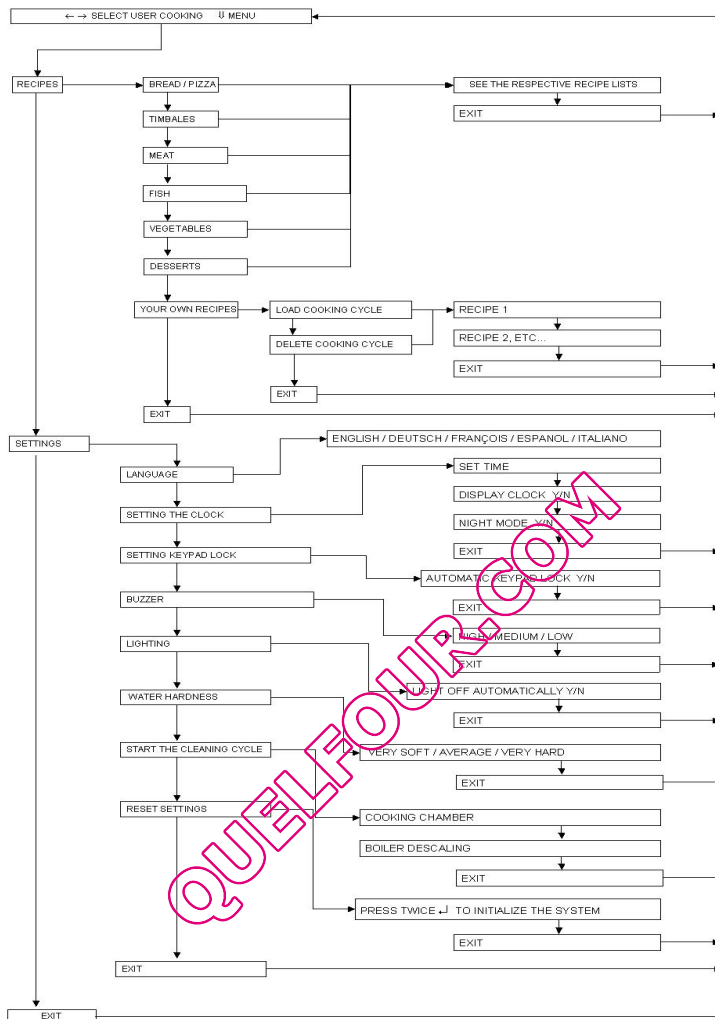 ← → SELECT USER COOKING ⇓ MENU
RECIPES
BREAD / PIZZA
SEE THE RESPECTIVE RECIPE LISTS
EXIT
TIMBALES
MEAT
FISH
VEGETABLES
DESSERTS
YOUR OWN RECIPES
LOAD COOKING CYCLE
RECIPE 1
DELETE COOKING CYCLE
RECIPE 2, ETC...
EXIT
EXIT
EXIT
SETTINGS
ENGLISH / DEUTSCH / FRANÇOIS / ESPANOL / ITALIANO
LANGUAGE
SET TIME
DISPLAY CLOCK Y/N
SETTING THE CLOCK
NIGHT MODE Y/N
EXIT
SETTING KEYPAD LOCK
AUTOMATIC KEYPAD LOCK Y/N
EXIT
BUZZER
HIGH / MEDIUM / LOW
EXIT
LIGHTING
LIGHT OFF AUTOMATICALLY Y/N
EXIT
WATER HARDNESS
VERY SOFT / AVERAGE / VERY HARD
EXIT
START THE CLEANING CYCLE
COOKING CHAMBER
BOILER DESCALING
EXIT
RESET SETTINGS
PRESS TWICE ↵ TO INITIALIZE THE SYSTEM
EXIT
EXIT
EXIT
QUELFOUR.COM